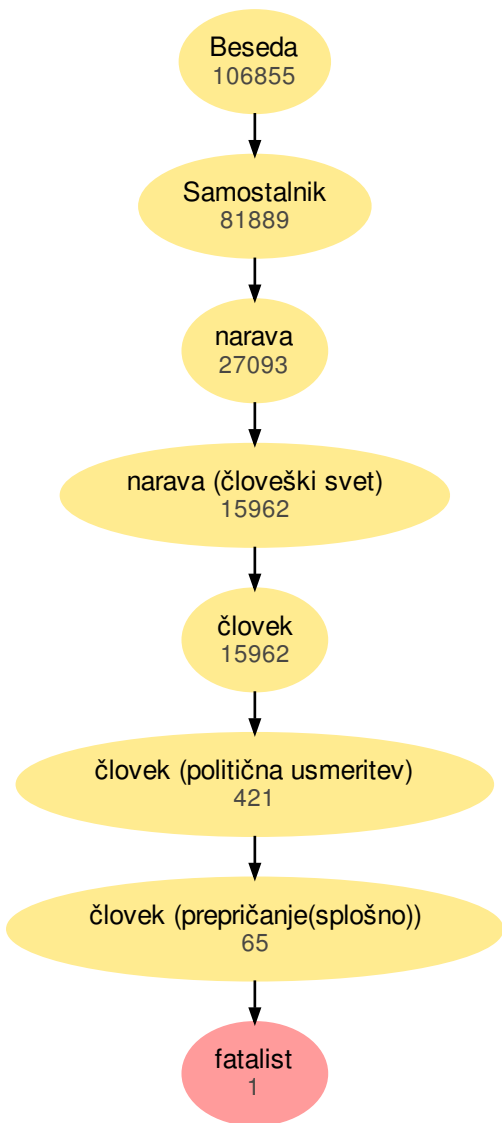 Beseda
106855
Samostalnik
81889
narava
27093
narava (človeški svet)
15962
človek
15962
človek (politična usmeritev)
421
človek (prepričanje(splošno))
65
fatalist
1